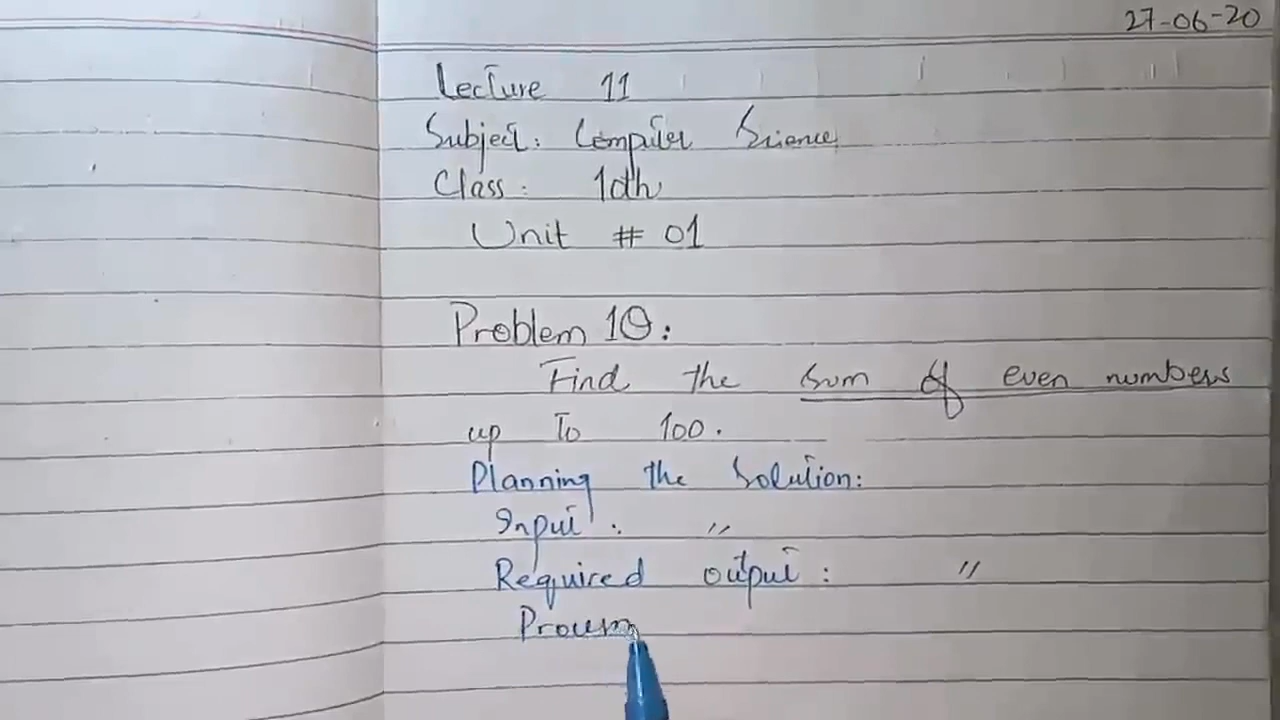 27-06-20
Lecture 11
Subject: Computer Science
Class: 10th
Unit # 01
Problem 10:
Find the sum of even numbers
up to 100.
Planning the Solution:
Input : "
Required output : "